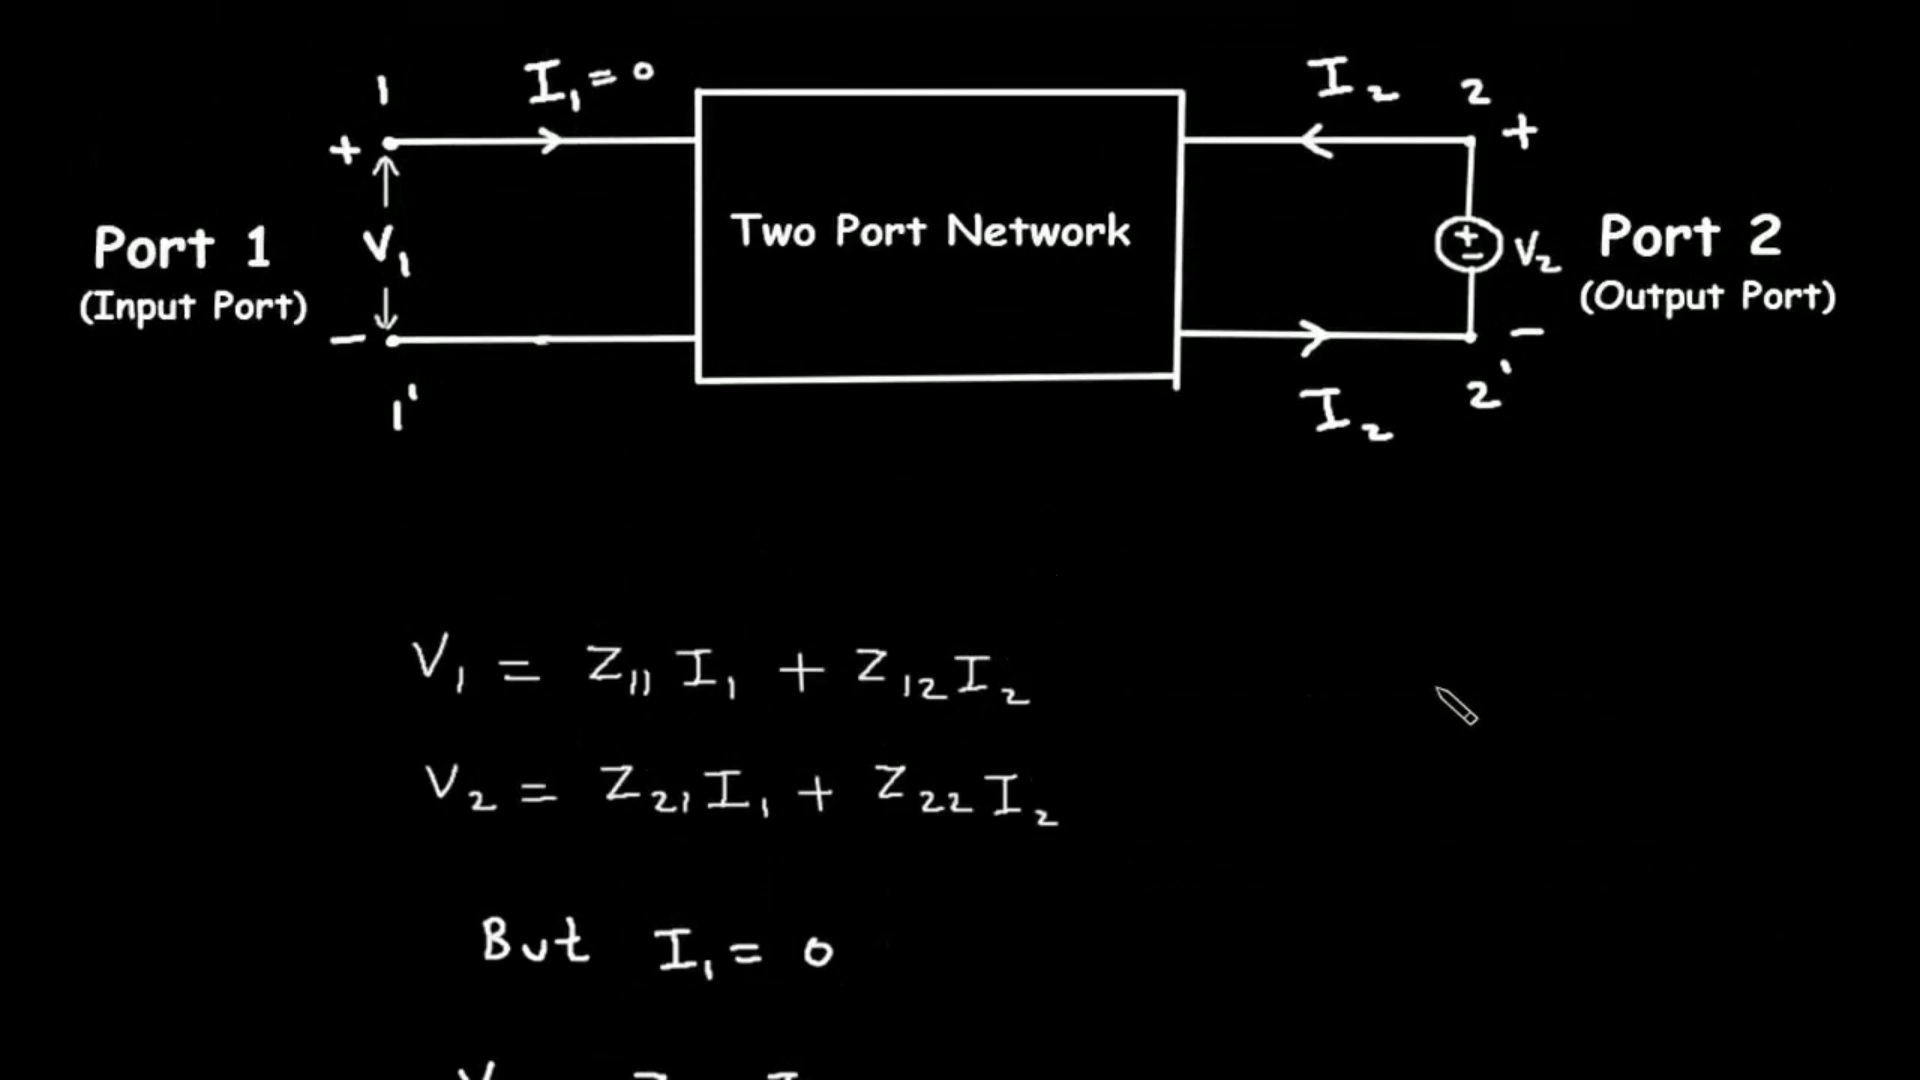 1 I₁ = 0 I₂ 2
+ +
Port 1 V₁ Two Port Network + - V₂ Port 2
(Input Port) (Output Port)
- -
1' I₂ 2'
V₁ = Z₁₁ I₁ + Z₁₂ I₂
V₂ = Z₂₁ I₁ + Z₂₂ I₂
But I₁ = 0